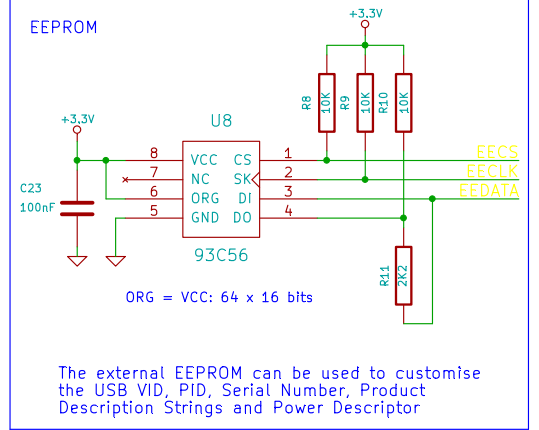 EEPROM
+3.3V
R8
10K
R9
10K
R10
10K
U8
+3.3V
8
VCC
CS
1
EECS
7
NC
SK
2
EECLK
6
ORG
DI
3
EEDATA
5
GND
DO
4
C23
100nF
93C56
R11
2K2
ORG = VCC: 64 x 16 bits
The external EEPROM can be used to customise
the USB VID, PID, Serial Number, Product
Description Strings and Power Descriptor